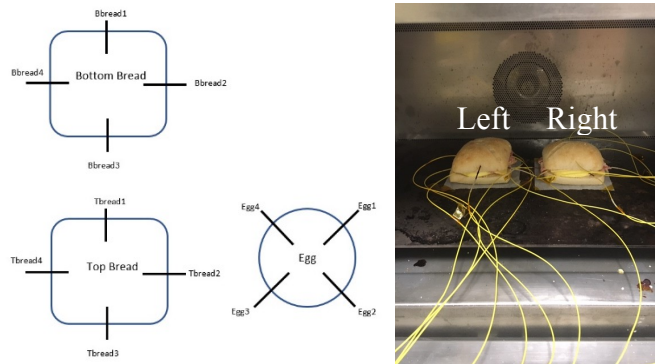 Bbread1
Bbread4
Bottom Bread
Bbread2
Bbread3
Tbread1
Tbread4
Top Bread
Tbread2
Tbread3
Egg4
Egg1
Egg
Egg3
Egg2
Left Right